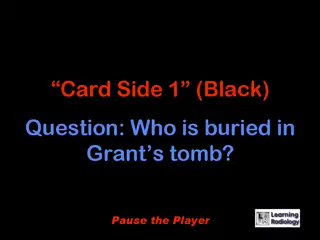 “Card Side 1” (Black)
Question: Who is buried in
Grant’s tomb?
Pause the Player
Learning
Radiology